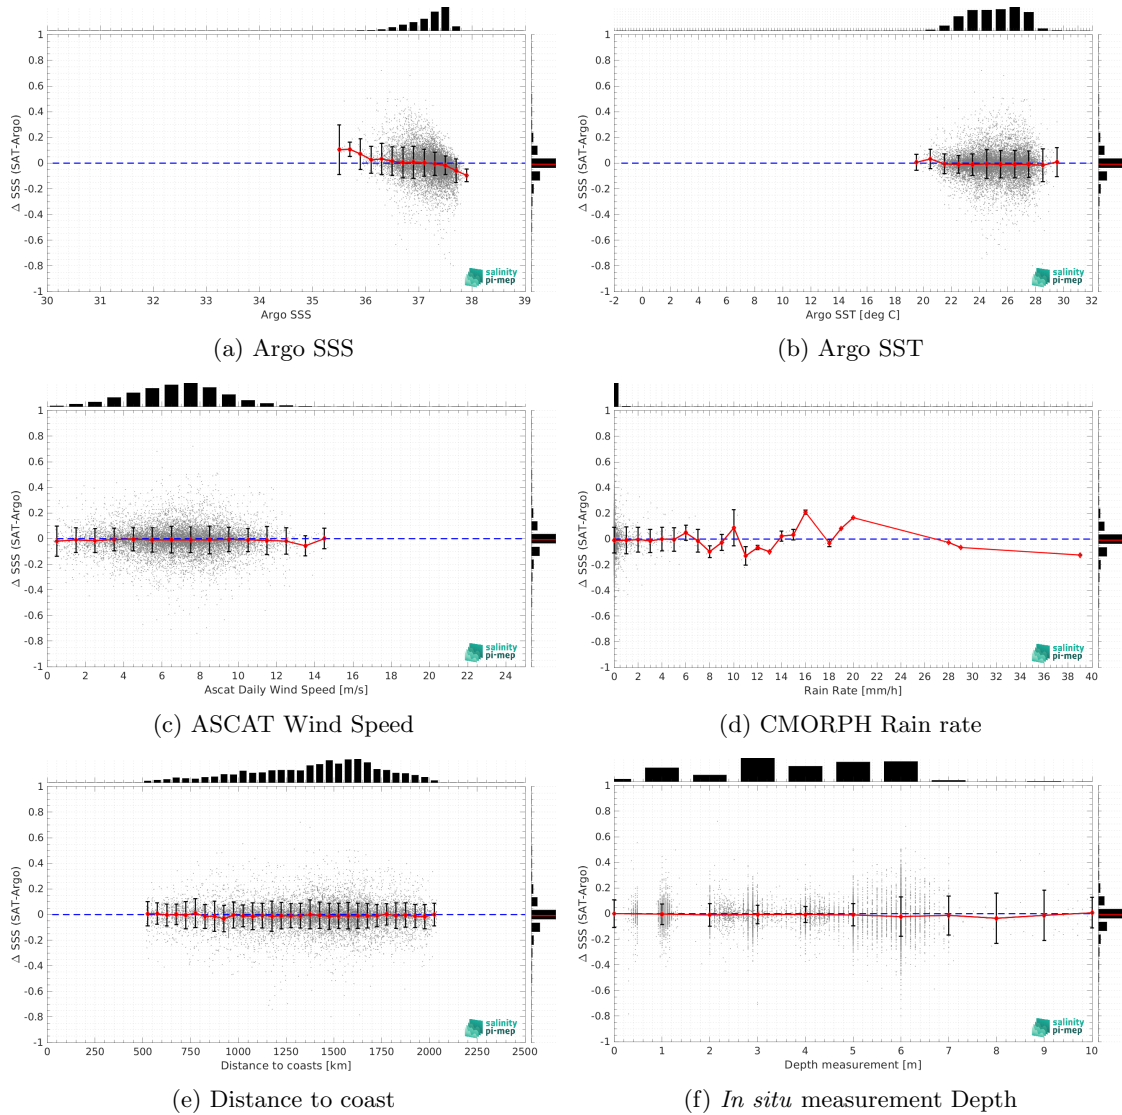 1
0.8
0.6
0.4
0.2
0
-0.2
-0.4
-0.6
-0.8
-1
Δ SSS (SAT-Argo)
30 31 32 33 34 35 36 37 38 39
Argo SSS
salinity
pi-mep
(a) Argo SSS
1
0.8
0.6
0.4
0.2
0
-0.2
-0.4
-0.6
-0.8
-1
Δ SSS (SAT-Argo)
-2 0 2 4 6 8 10 12 14 16 18 20 22 24 26 28 30 32
Argo SST [deg C]
salinity
pi-mep
(b) Argo SST
1
0.8
0.6
0.4
0.2
0
-0.2
-0.4
-0.6
-0.8
-1
Δ SSS (SAT-Argo)
0 2 4 6 8 10 12 14 16 18 20 22 24
Ascat Daily Wind Speed [m/s]
salinity
pi-mep
(c) ASCAT Wind Speed
1
0.8
0.6
0.4
0.2
0
-0.2
-0.4
-0.6
-0.8
-1
Δ SSS (SAT-Argo)
0 2 4 6 8 10 12 14 16 18 20 22 24 26 28 30 32 34 36 38 40
Rain Rate [mm/h]
salinity
pi-mep
(d) CMORPH Rain rate
1
0.8
0.6
0.4
0.2
0
-0.2
-0.4
-0.6
-0.8
-1
Δ SSS (SAT-Argo)
0 250 500 750 1000 1250 1500 1750 2000 2250 2500
Distance to coasts [km]
salinity
pi-mep
(e) Distance to coast
1
0.8
0.6
0.4
0.2
0
-0.2
-0.4
-0.6
-0.8
-1
Δ SSS (SAT-Argo)
0 1 2 3 4 5 6 7 8 9 10
Depth measurement [m]
salinity
pi-mep
(f) In situ measurement Depth